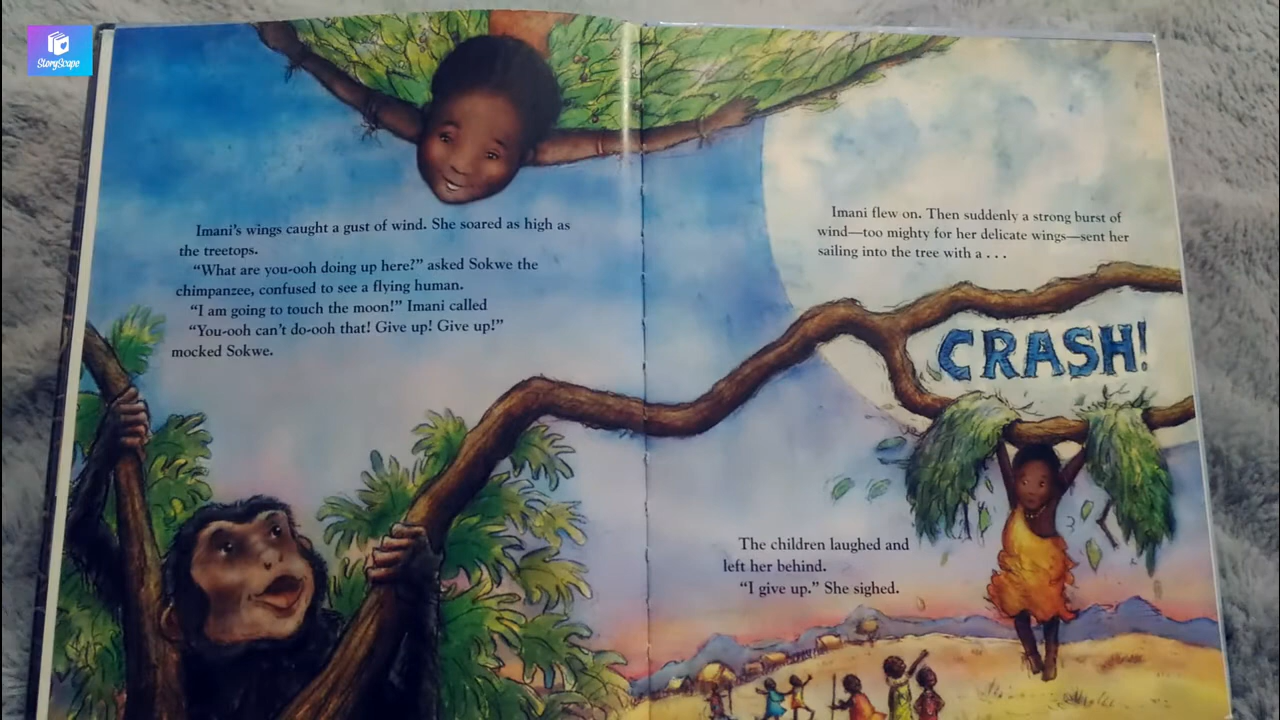 StoryScape
Imani's wings caught a gust of wind. She soared as high as
the treetops.
"What are you-ooh doing up here?" asked Sokwe the
chimpanzee, confused to see a flying human.
"I am going to touch the moon!" Imani called
"You-ooh can't do-ooh that! Give up! Give up!"
mocked Sokwe.
Imani flew on. Then suddenly a strong burst of
wind—too mighty for her delicate wings—sent her
sailing into the tree with a . . .
CRASH!
The children laughed and
left her behind.
"I give up." She sighed.